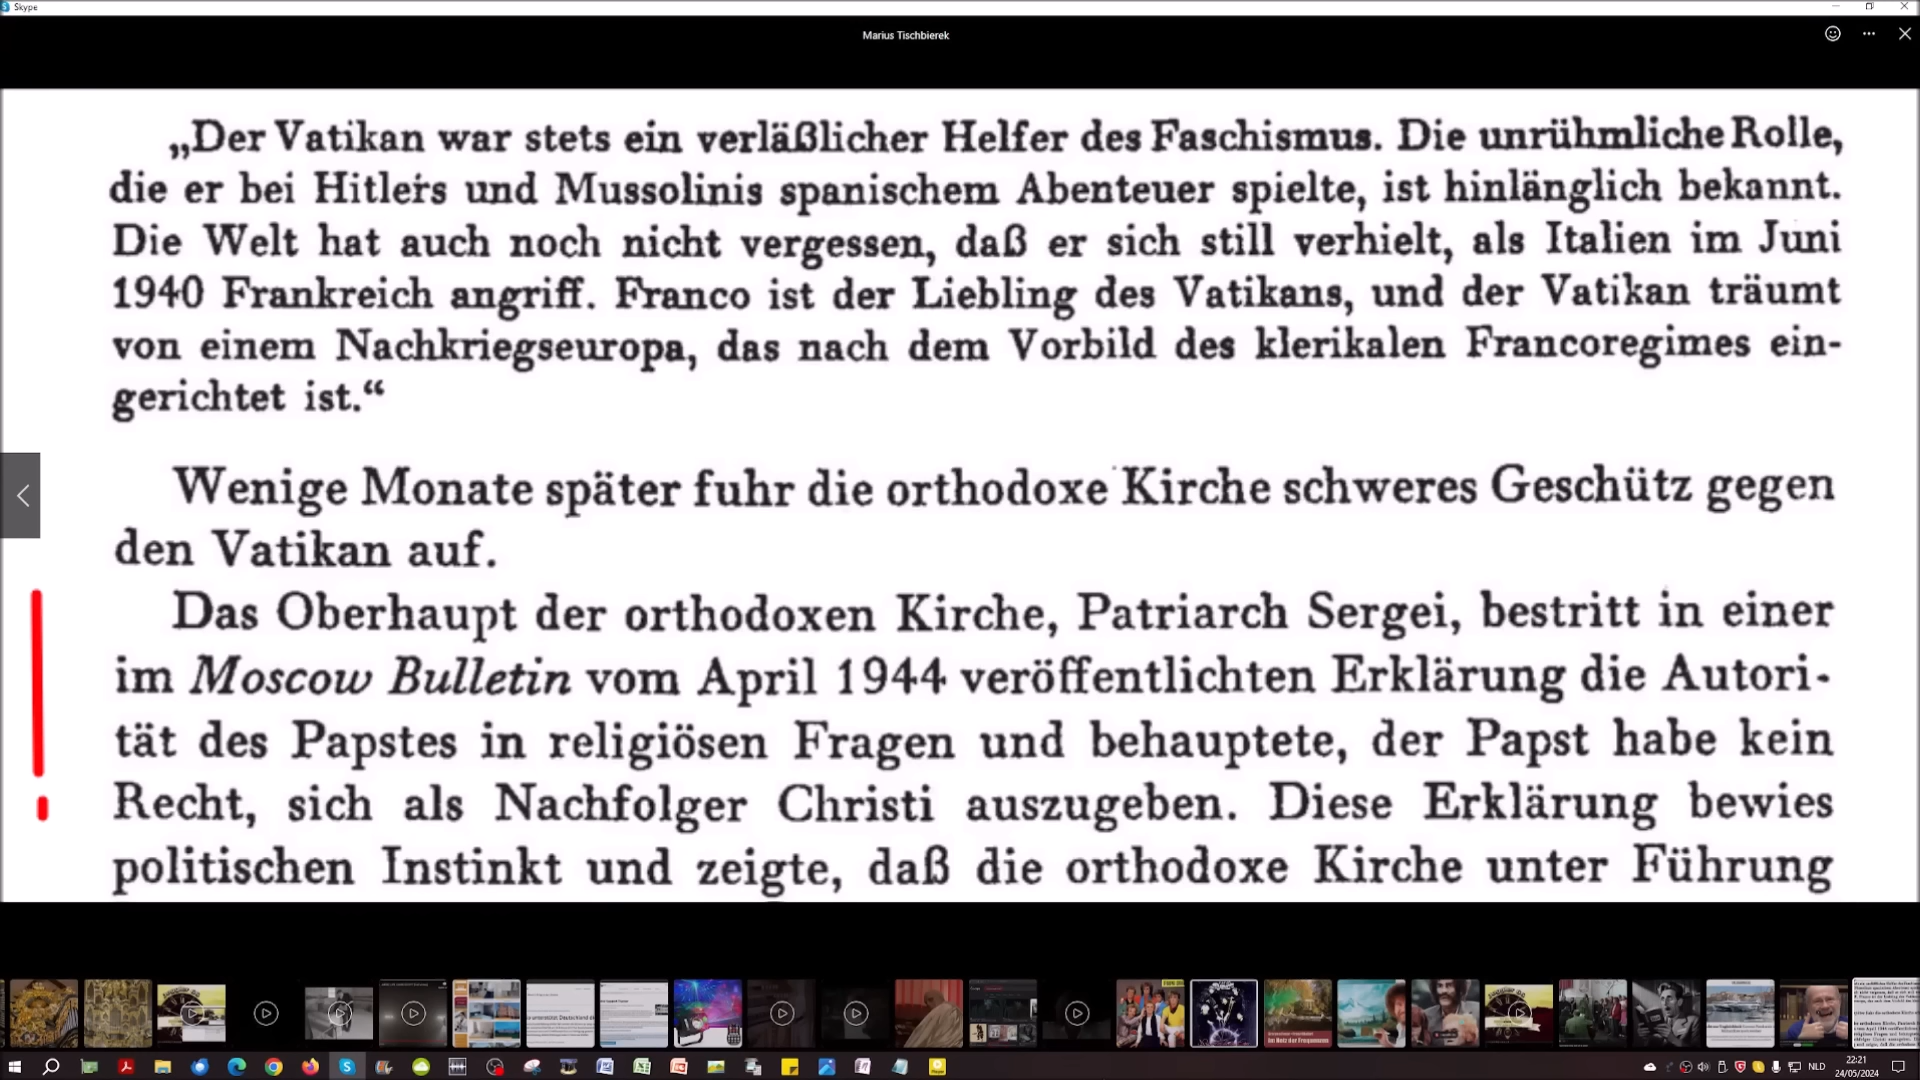 Skype
Marius Tischbierek
„Der Vatikan war stets ein verläßlicher Helfer des Faschismus. Die unrühmliche Rolle,
die er bei Hitlers und Mussolinis spanischem Abenteuer spielte, ist hinlänglich bekannt.
Die Welt hat auch noch nicht vergessen, daß er sich still verhielt, als Italien im Juni
1940 Frankreich angriff. Franco ist der Liebling des Vatikans, und der Vatikan träumt
von einem Nachkriegseuropa, das nach dem Vorbild des klerikalen Francoregimes ein-
gerichtet ist.“
Wenige Monate später fuhr die orthodoxe Kirche schweres Geschütz gegen
den Vatikan auf.
Das Oberhaupt der orthodoxen Kirche, Patriarch Sergei, bestritt in einer
im Moscow Bulletin vom April 1944 veröffentlichten Erklärung die Autori-
tät des Papstes in religiösen Fragen und behauptete, der Papst habe kein
Recht, sich als Nachfolger Christi auszugeben. Diese Erklärung bewies
politischen Instinkt und zeigte, daß die orthodoxe Kirche unter Führung
NLD
22:21
24/05/2024